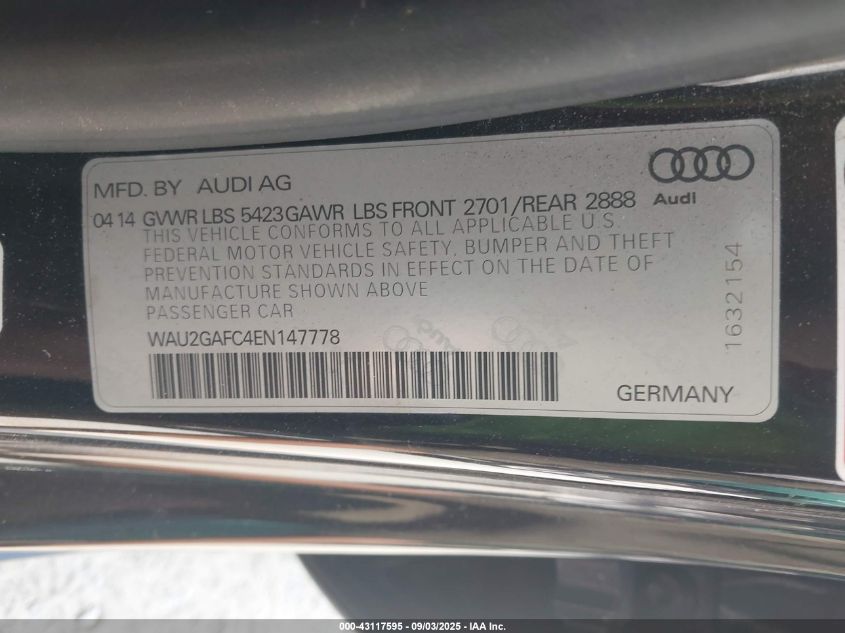 MFD. BY AUDI AG
Audi
04 14 GVWR LBS 5423 GAWR LBS FRONT 2701/REAR 2888
THIS VEHICLE CONFORMS TO ALL APPLICABLE U.S.
FEDERAL MOTOR VEHICLE SAFETY, BUMPER AND THEFT
PREVENTION STANDARDS IN EFFECT ON THE DATE OF
MANUFACTURE SHOWN ABOVE
PASSENGER CAR
WAU2GAFC4EN147778
1632154
GERMANY
000-43117595 - 09/03/2025 - IAA Inc.